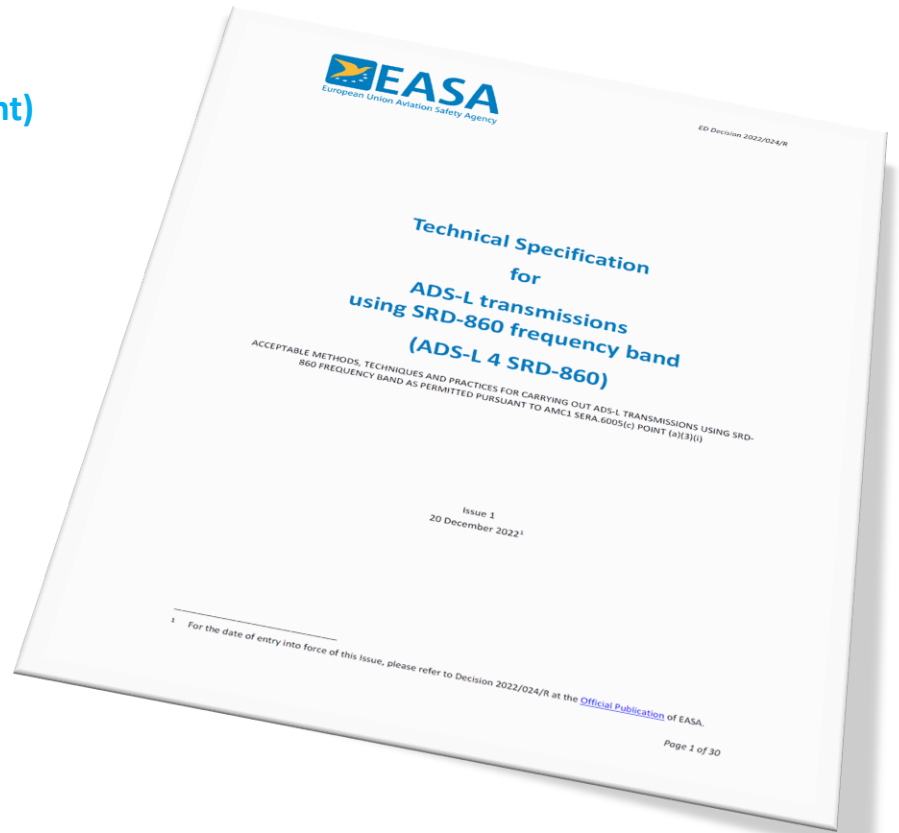 nt)
EASA
European Union Aviation Safety Agency
ED Decision 2022/024/R
Technical Specification
for
ADS-L transmissions
using SRD-860 frequency band
(ADS-L 4 SRD-860)
ACCEPTABLE METHODS, TECHNIQUES AND PRACTICES FOR CARRYING OUT ADS-L TRANSMISSIONS USING SRD-
860 FREQUENCY BAND AS PERMITTED PURSUANT TO AMC1 SERA.6005(c) POINT (a)(3)(i)
Issue 1
20 December 2022¹
¹ For the date of entry into force of this Issue, please refer to Decision 2022/024/R at the Official Publication of EASA.
Page 1 of 30